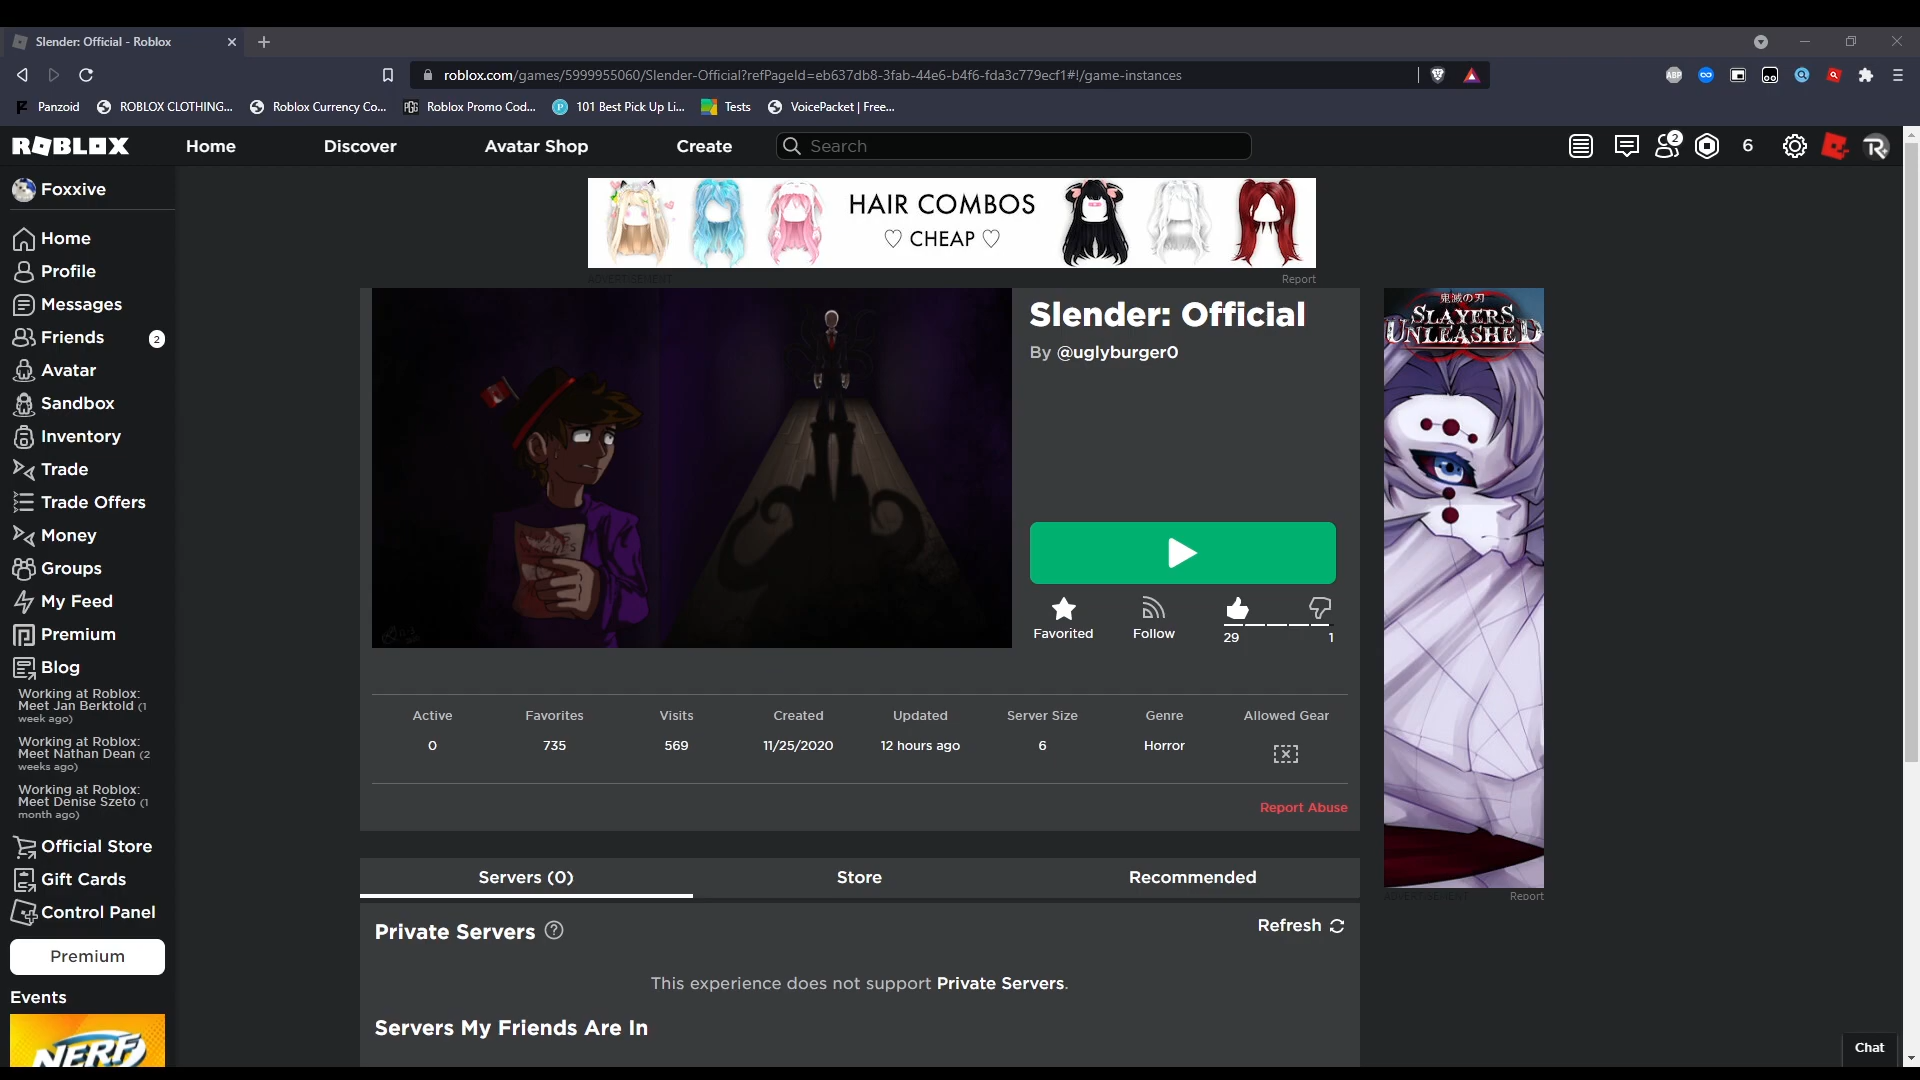 Slender: Official - Roblox
roblox.com/games/5999955060/Slender-Official?refPageId=eb637db8-3fab-44e6-b4f6-fda3c779ecf1#!/game-instances
ABP
Panzoid
ROBLOX CLOTHING...
Roblox Currency Co...
Roblox Promo Cod...
101 Best Pick Up Li...
Tests
VoicePacket | Free...
ROBLOX
Home
Discover
Avatar Shop
Create
Search
2
6
Foxxive
Home
Profile
Messages
Friends
2
Avatar
Sandbox
Inventory
Trade
Trade Offers
Money
Groups
My Feed
Premium
Blog
Working at Roblox:
Meet Jan Berktold (1
week ago)
Working at Roblox:
Meet Nathan Dean (2
weeks ago)
Working at Roblox:
Meet Denise Szeto (1
month ago)
Official Store
Gift Cards
Control Panel
Premium
Events
NERF
HAIR COMBOS
♡ CHEAP ♡
ADVERTISEMENT
Report
Slender: Official
By @uglyburger0
Favorited
Follow
29
1
Active
Favorites
Visits
Created
Updated
Server Size
Genre
Allowed Gear
0
735
569
11/25/2020
12 hours ago
6
Horror
Report Abuse
Servers (0)
Store
Recommended
Private Servers
Refresh
This experience does not support Private Servers.
Servers My Friends Are In
鬼滅の刃
SLAYERS
UNLEASHED
ADVERTISEMENT
Report
Chat